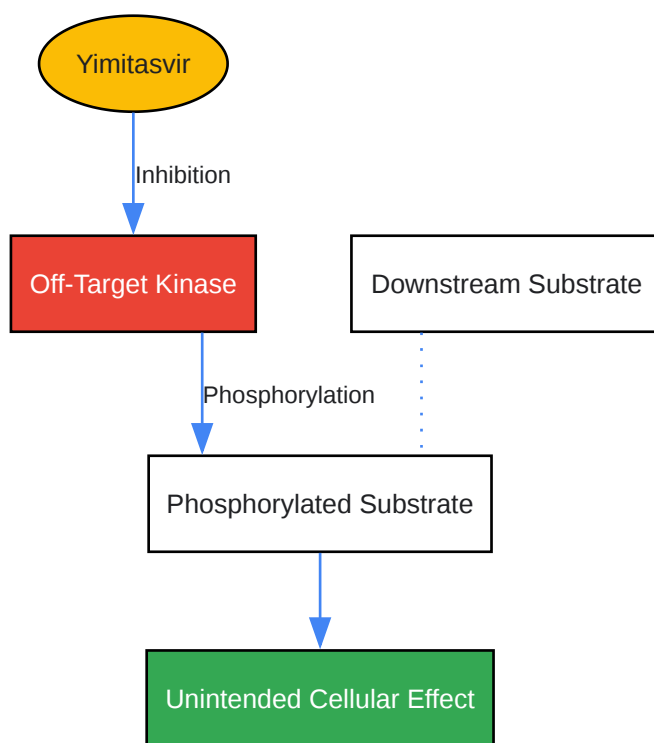 Yimitasvir
Inhibition
Off-Target Kinase
Downstream Substrate
Phosphorylation
Phosphorylated Substrate
Unintended Cellular Effect